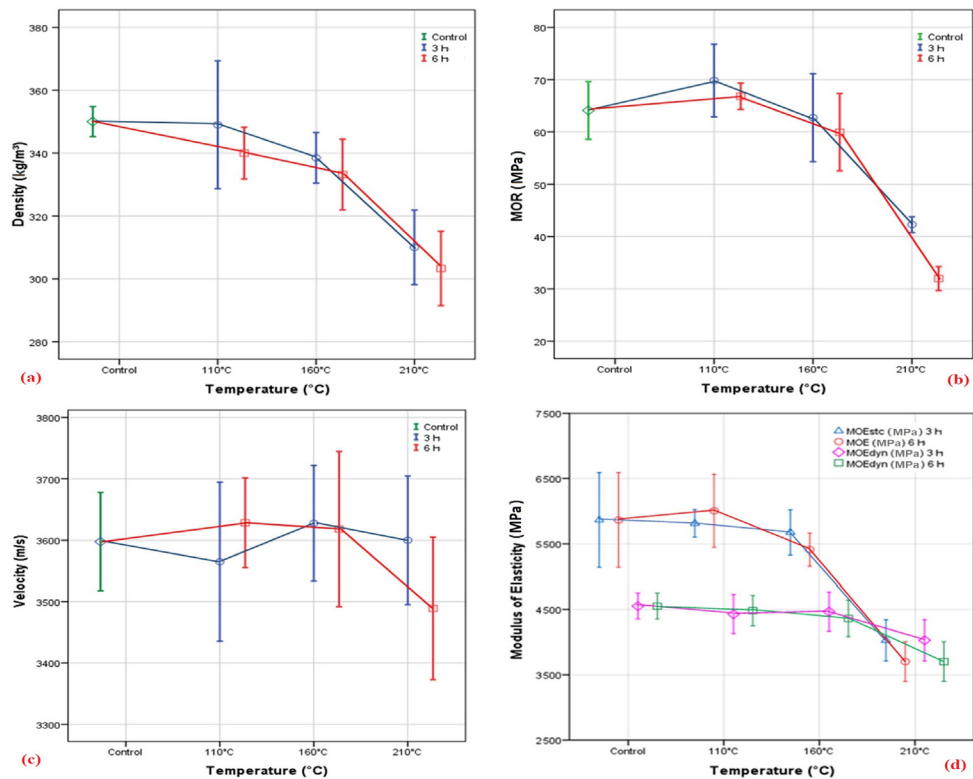 380
360
340
320
300
280
Density (kg/m³)
Control
3 h
6 h
Control
110°C
160°C
210°C
Temperature (°C)
(a)
80
70
60
50
40
30
20
MOR (MPa)
Control
3 h
6 h
Control
110°C
160°C
210°C
Temperature (°C)
(b)
3800
3700
3600
3500
3400
3300
Velocity (m/s)
Control
3 h
6 h
Control
110°C
160°C
210°C
Temperature (°C)
(c)
7500
5500
4500
3500
2500
Modulus of Elasticity (MPa)
MOEstc (MPa) 3 h
MOE (MPa) 6 h
MOEdyn (MPa) 3 h
MOEdyn (MPa) 6 h
Control
110°C
160°C
210°C
Temperature (°C)
(d)